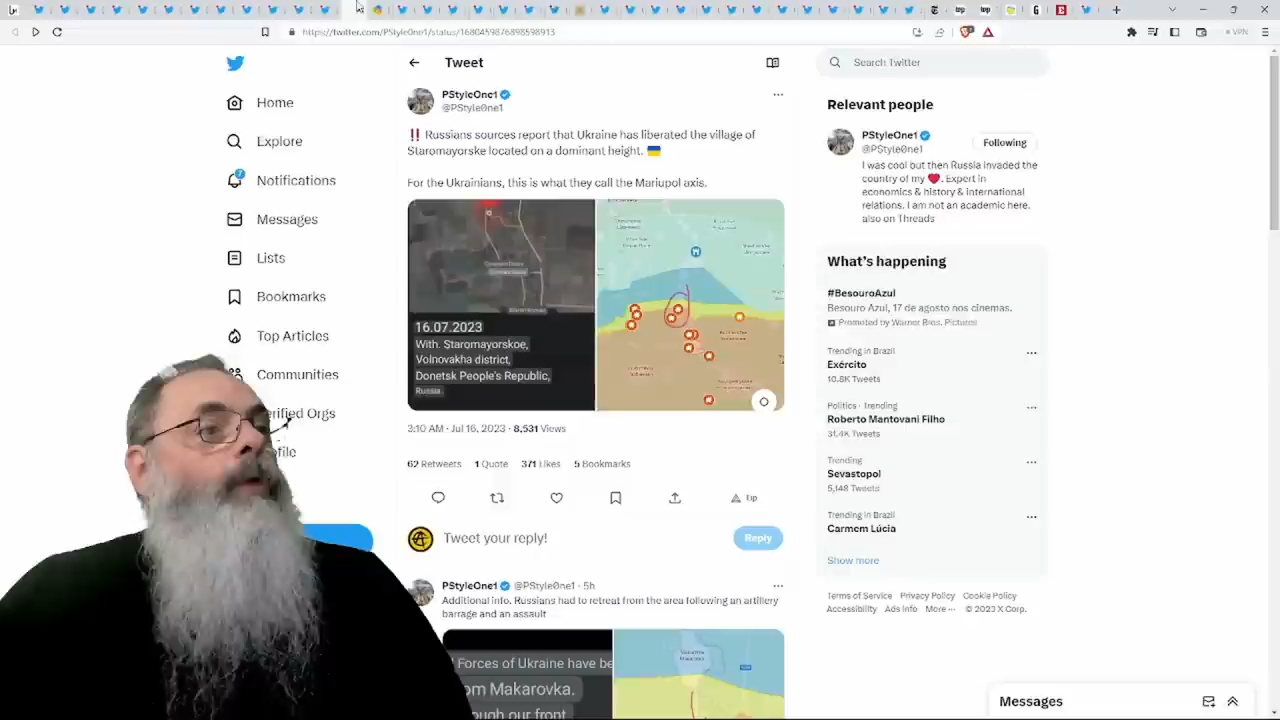 https://twitter.com/PStyle0ne1/status/1680459876898598913
VPN
Home
Explore
Notifications
Messages
Lists
Bookmarks
Top Articles
Communities
erified Orgs
ofile
Tweet
PStyleOne1
@PStyle0ne1
‼ Russians sources report that Ukraine has liberated the village of
Staromayorske located on a dominant height.
For the Ukrainians, this is what they call the Mariupol axis.
16.07.2023
With. Staromayorskoe,
Volnovakha district,
Donetsk People's Republic,
Russia
3:10 AM · Jul 16, 2023 · 8,531 Views
62 Retweets 1 Quote 371 Likes 5 Bookmarks
Tip
Tweet your reply!
Reply
PStyleOne1 @PStyle0ne1 · 5h
Additional info. Russians had to retreat from the area following an artillery
barrage and an assault
Forces of Ukraine have be
om Makarovka.
ough our front
Search Twitter
Relevant people
PStyleOne1
@PStyle0ne1
Following
I was cool but then Russia invaded the
country of my ❤. Expert in
economics & history & international
relations. I am not an academic here.
also on Threads
What's happening
#BesouroAzul
Besouro Azul, 17 de agosto nos cinemas.
Promoted by Warner Bros. Pictures
Trending in Brazil
Exército
10.8K Tweets
Politics · Trending
Roberto Mantovani Filho
31.4K Tweets
Trending
Sevastopol
5,148 Tweets
Trending in Brazil
Carmem Lúcia
Show more
Terms of Service Privacy Policy Cookie Policy
Accessibility Ads info More ··· © 2023 X Corp.
Messages